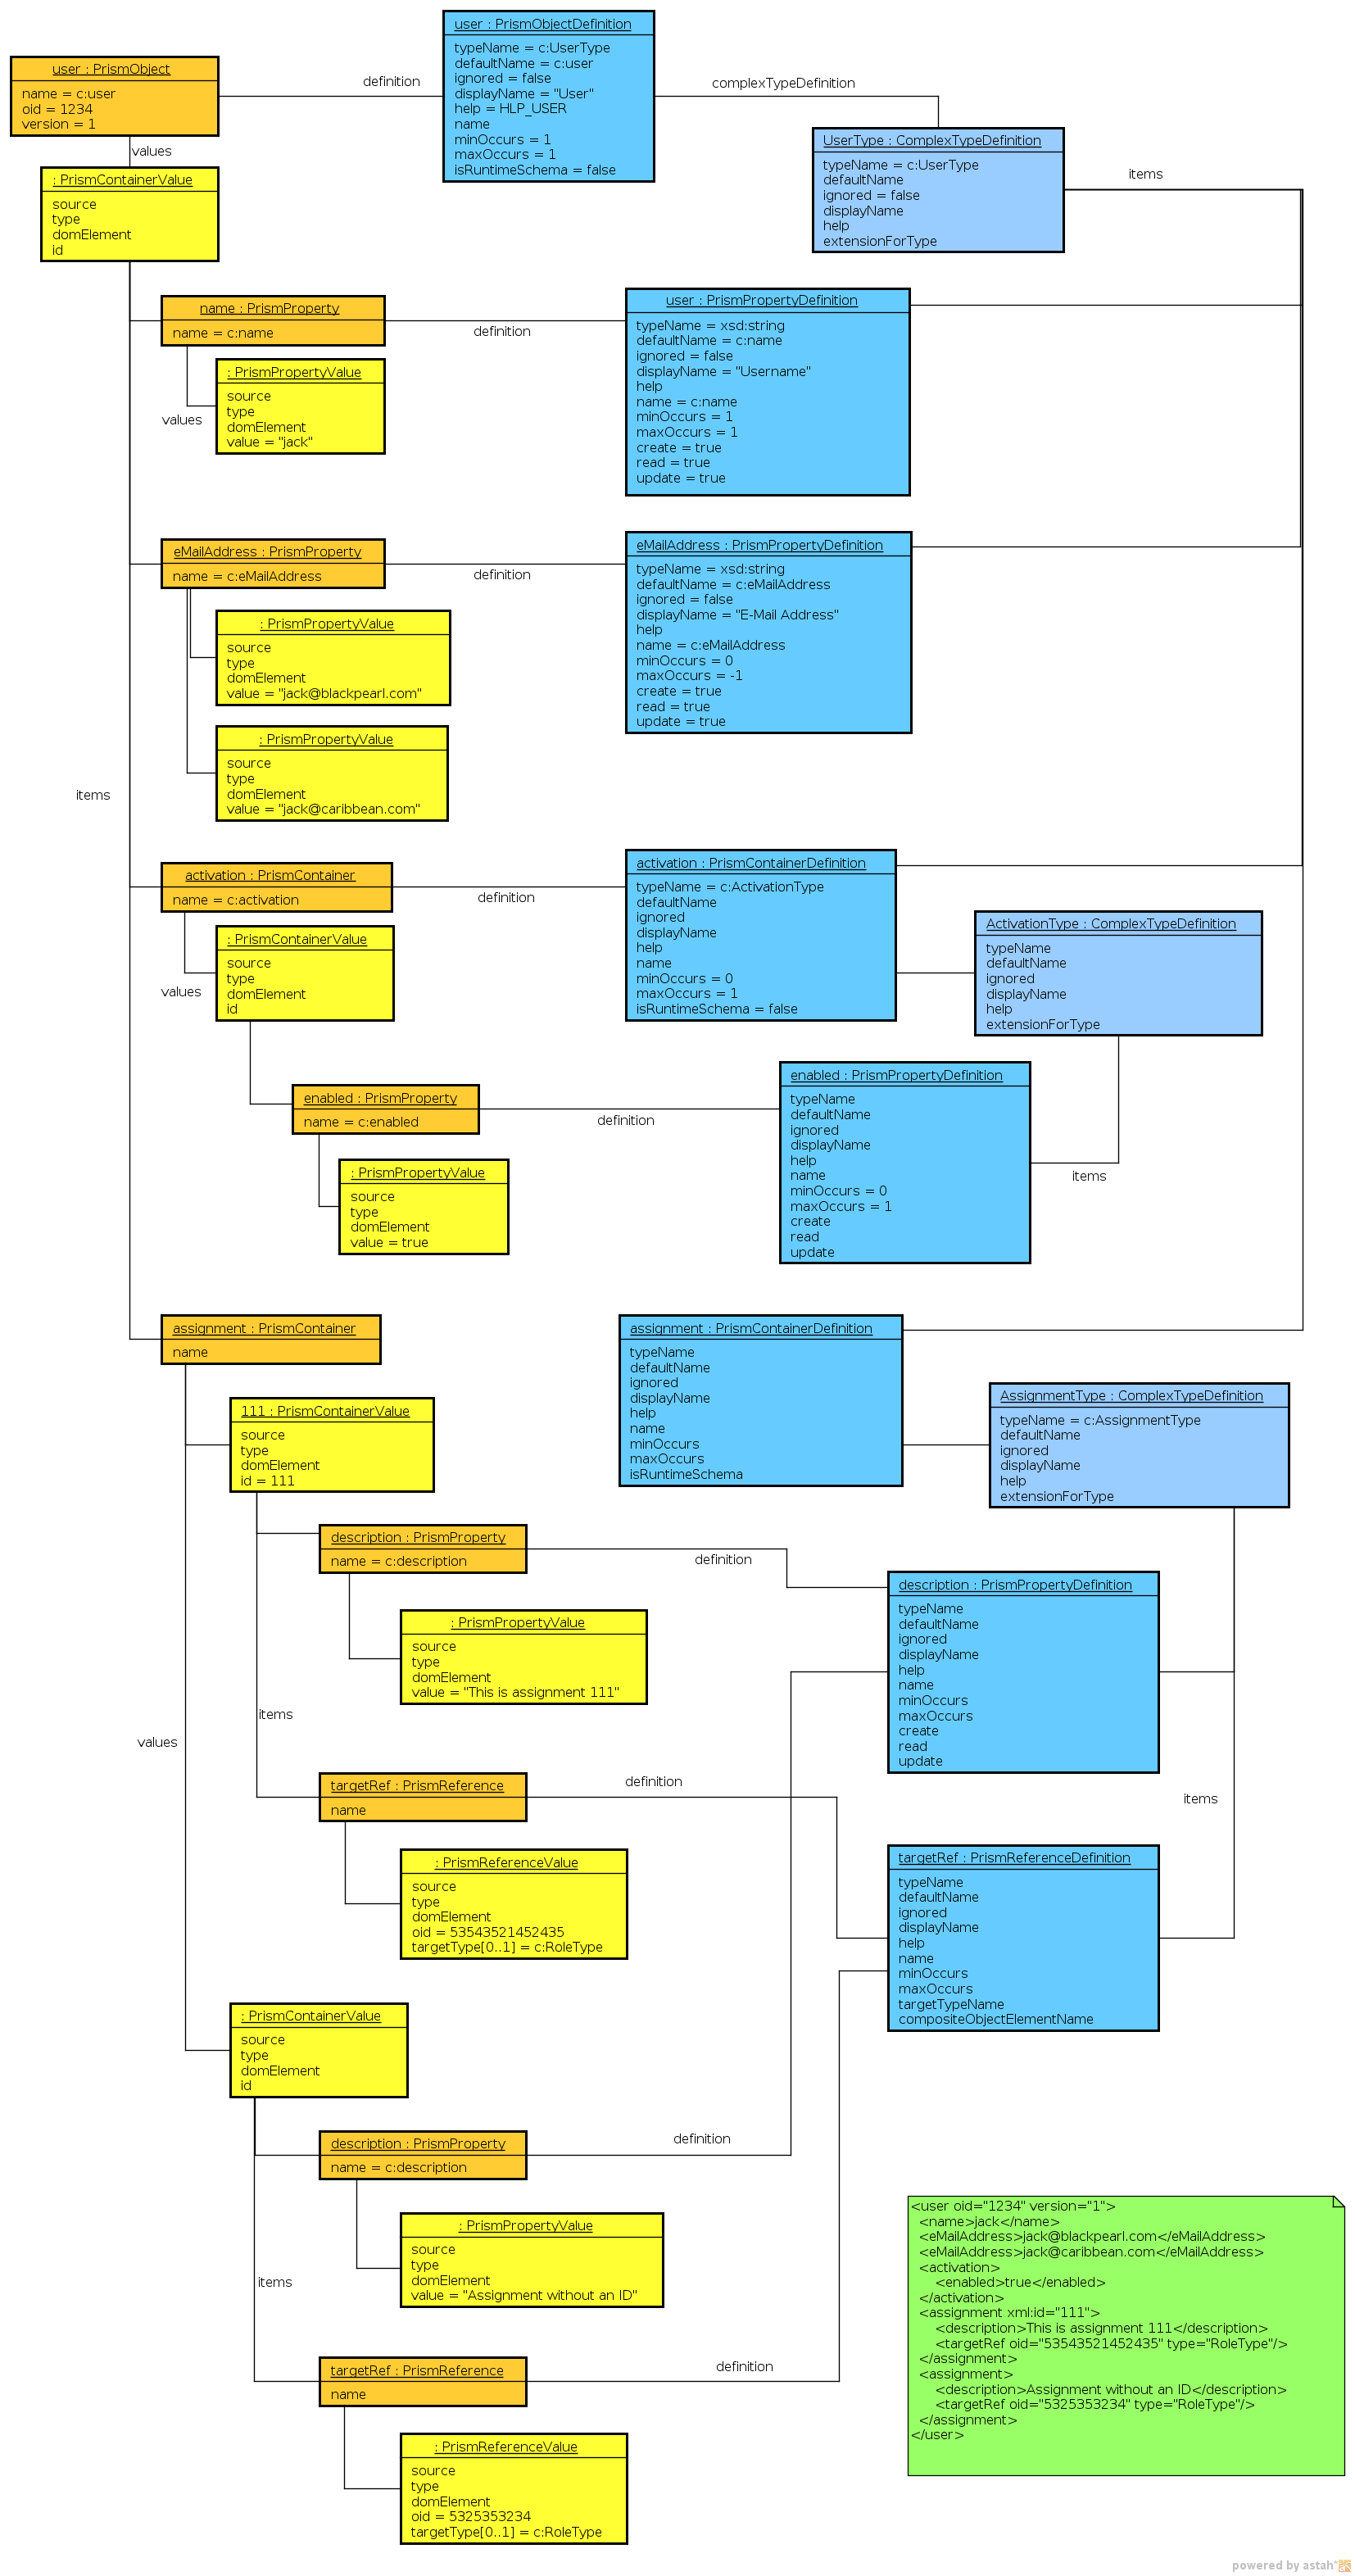 user : PrismObjectDefinition
typeName = c:UserType
defaultName = c:user
ignored = false
displayName = "User"
help = HLP_USER
name
minOccurs = 1
maxOccurs = 1
isRuntimeSchema = false
user : PrismObject
name = c:user
oid = 1234
version = 1
definition
complexTypeDefinition
values
UserType : ComplexTypeDefinition
typeName = c:UserType
defaultName
ignored = false
displayName
help
extensionForType
items
: PrismContainerValue
source
type
domElement
id
name : PrismProperty
name = c:name
definition
user : PrismPropertyDefinition
typeName = xsd:string
defaultName = c:name
ignored = false
displayName = "Username"
help
name = c:name
minOccurs = 1
maxOccurs = 1
create = true
read = true
update = true
: PrismPropertyValue
source
type
domElement
value = "jack"
values
eMailAddress : PrismProperty
name = c:eMailAddress
definition
eMailAddress : PrismPropertyDefinition
typeName = xsd:string
defaultName = c:eMailAddress
ignored = false
displayName = "E-Mail Address"
help
name = c:eMailAddress
minOccurs = 0
maxOccurs = -1
create = true
read = true
update = true
: PrismPropertyValue
source
type
domElement
value = "jack@blackpearl.com"
: PrismPropertyValue
source
type
domElement
value = "jack@caribbean.com"
items
activation : PrismContainer
name = c:activation
definition
activation : PrismContainerDefinition
typeName = c:ActivationType
defaultName
ignored
displayName
help
name
minOccurs = 0
maxOccurs = 1
isRuntimeSchema = false
: PrismContainerValue
source
type
domElement
id
values
ActivationType : ComplexTypeDefinition
typeName
defaultName
ignored
displayName
help
extensionForType
enabled : PrismProperty
name = c:enabled
definition
enabled : PrismPropertyDefinition
typeName
defaultName
ignored
displayName
help
name
minOccurs = 0
maxOccurs = 1
create
read
update
items
: PrismPropertyValue
source
type
domElement
value = true
assignment : PrismContainer
name
assignment : PrismContainerDefinition
typeName
defaultName
ignored
displayName
help
name
minOccurs
maxOccurs
isRuntimeSchema
AssignmentType : ComplexTypeDefinition
typeName = c:AssignmentType
defaultName
ignored
displayName
help
extensionForType
111 : PrismContainerValue
source
type
domElement
id = 111
description : PrismProperty
name = c:description
definition
description : PrismPropertyDefinition
typeName
defaultName
ignored
displayName
help
name
minOccurs
maxOccurs
create
read
update
: PrismPropertyValue
source
type
domElement
value = "This is assignment 111"
items
values
targetRef : PrismReference
name
definition
items
targetRef : PrismReferenceDefinition
typeName
defaultName
ignored
displayName
help
name
minOccurs
maxOccurs
targetTypeName
compositeObjectElementName
: PrismReferenceValue
source
type
domElement
oid = 53543521452435
targetType[0..1] = c:RoleType
: PrismContainerValue
source
type
domElement
id
description : PrismProperty
name = c:description
definition
: PrismPropertyValue
source
type
domElement
value = "Assignment without an ID"
items
targetRef : PrismReference
name
definition
: PrismReferenceValue
source
type
domElement
oid = 5325353234
targetType[0..1] = c:RoleType
<user oid="1234" version="1">
<name>jack</name>
<eMailAddress>jack@blackpearl.com</eMailAddress>
<eMailAddress>jack@caribbean.com</eMailAddress>
<activation>
<enabled>true</enabled>
</activation>
<assignment xml:id="111">
<description>This is assignment 111</description>
<targetRef oid="53543521452435" type="RoleType"/>
</assignment>
<assignment>
<description>Assignment without an ID</description>
<targetRef oid="5325353234" type="RoleType"/>
</assignment>
</user>
powered by astah*